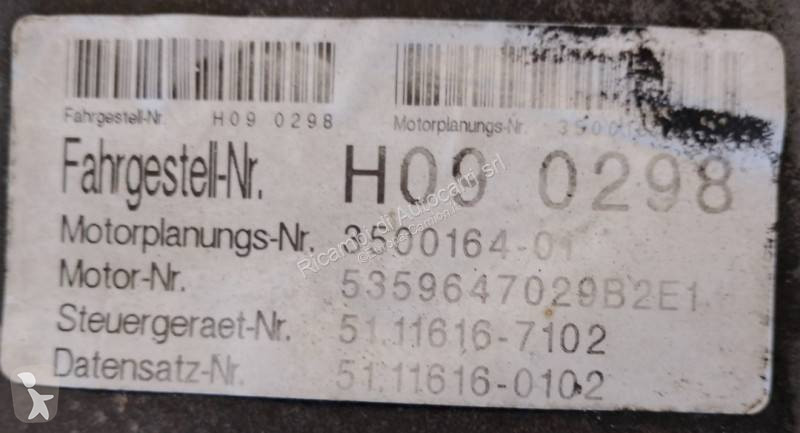 Fahrgestell-Nr. H09 0298
Motorplanungs-Nr.
Fahrgestell-Nr. H09 0298
Motorplanungs-Nr. 3500164-01
Motor-Nr. 5359647029B2E1
Steuergeraet-Nr. 51.11616-7102
Datensatz-Nr. 51.11616-0102
Ricambi di Autocarri srl